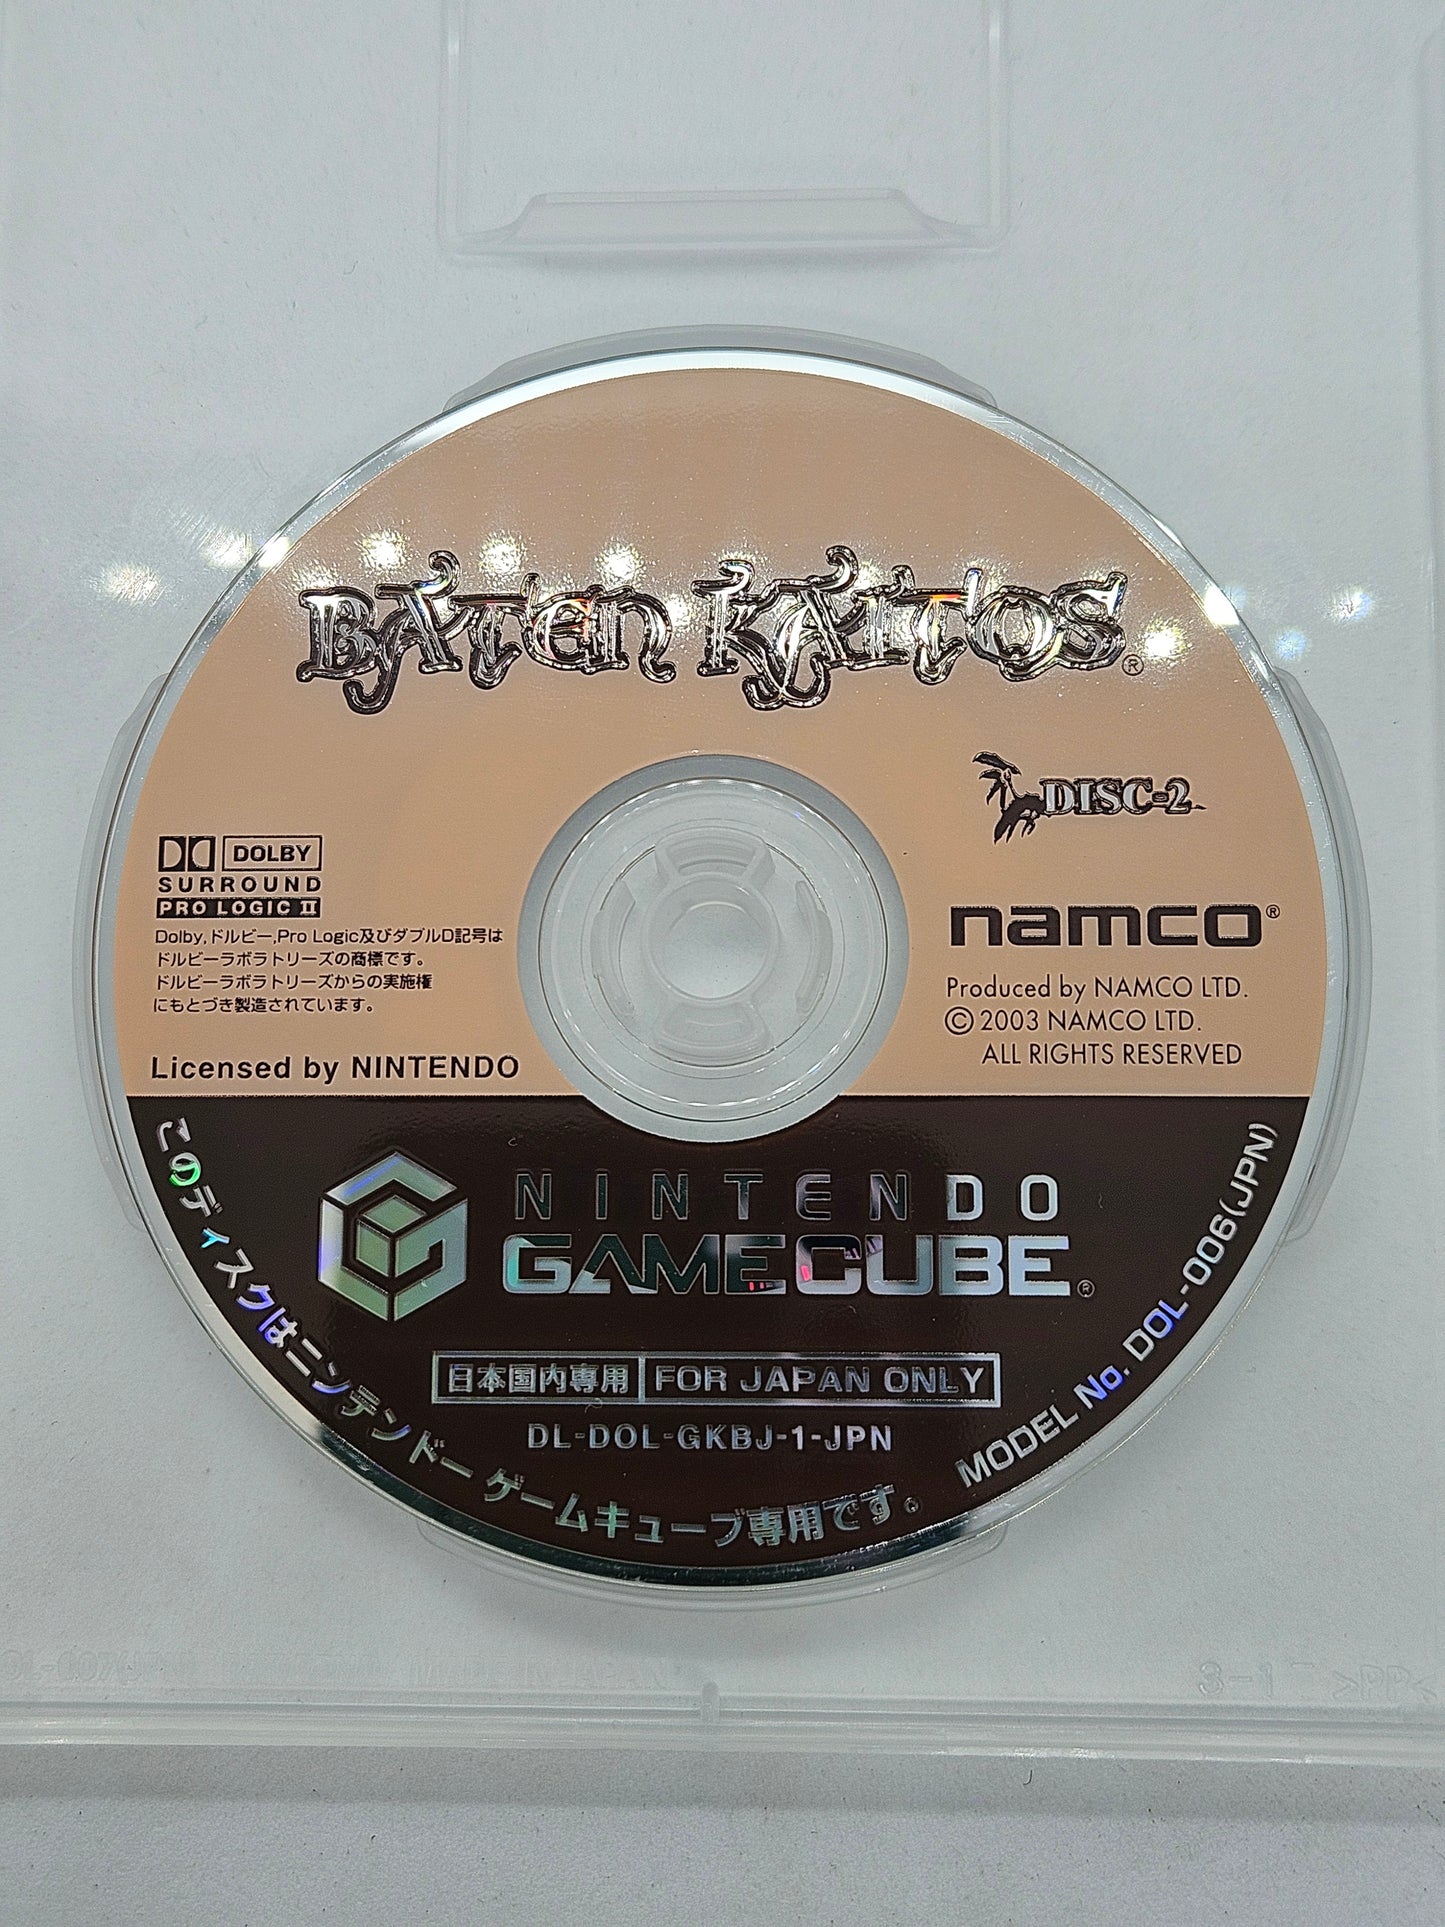 BATEN KAITOS®
DISC-2
DOLBY
SURROUND
PRO LOGIC II
Dolby,ドルビー,Pro Logic及びダブルD記号は
ドルビーラボラトリーズの商標です。
ドルビーラボラトリーズからの実施権
にもとづき製造されています。
Licensed by NINTENDO
namco®
Produced by NAMCO LTD.
© 2003 NAMCO LTD.
ALL RIGHTS RESERVED
NINTENDO
GAMECUBE®
日本国内専用 FOR JAPAN ONLY
DL-DOL-GKBJ-1-JPN
このディスクはニンテンドー ゲームキューブ専用です。
MODEL No. DOL-006(JPN)
>PP<